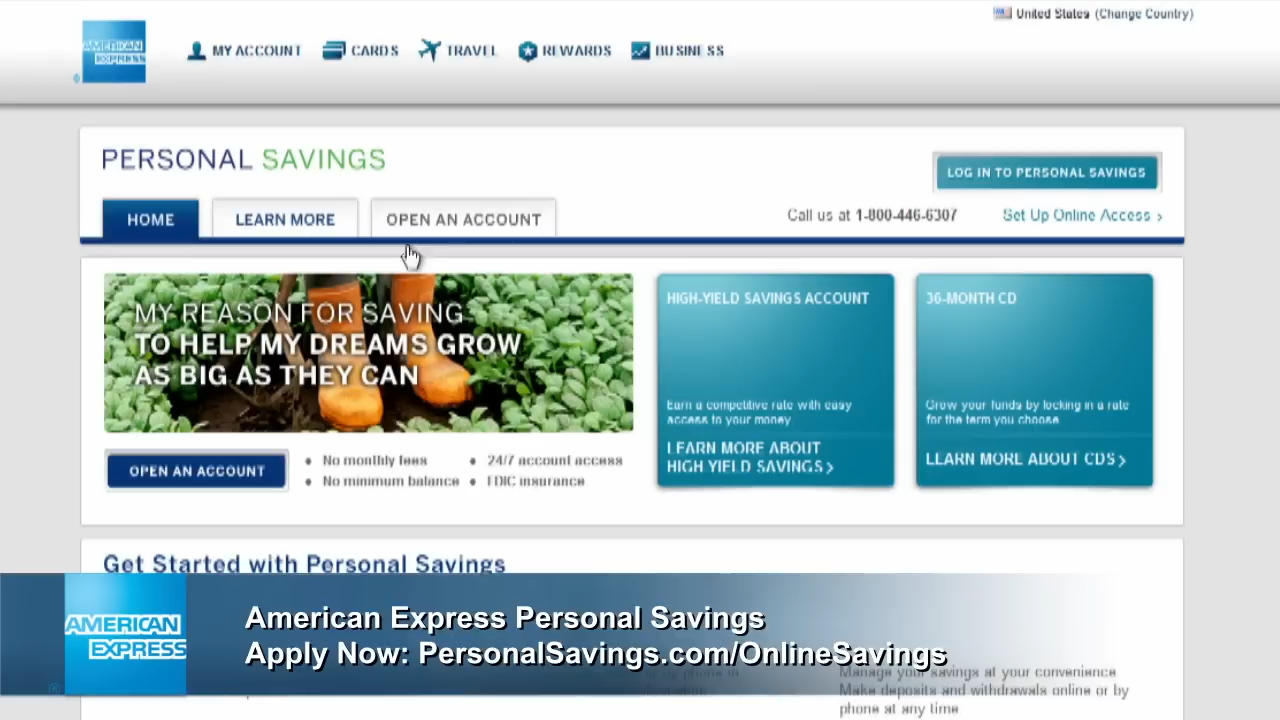 United States (Change Country)
AMERICAN EXPRESS
MY ACCOUNT
CARDS
TRAVEL
REWARDS
BUSINESS
PERSONAL SAVINGS
LOG IN TO PERSONAL SAVINGS
HOME
LEARN MORE
OPEN AN ACCOUNT
Call us at 1-800-446-6307
Set Up Online Access ›
MY REASON FOR SAVING
TO HELP MY DREAMS GROW
AS BIG AS THEY CAN
HIGH-YIELD SAVINGS ACCOUNT
Earn a competitive rate with easy
access to your money
LEARN MORE ABOUT
HIGH YIELD SAVINGS ›
36-MONTH CD
Grow your funds by locking in a rate
for the term you choose
LEARN MORE ABOUT CDS ›
OPEN AN ACCOUNT
• No monthly fees
• No minimum balance
• 24/7 account access
• FDIC insurance
Get Started with Personal Savings
AMERICAN
EXPRESS
American Express Personal Savings
Apply Now: PersonalSavings.com/OnlineSavings
Manage your savings at your convenience
Make deposits and withdrawals online or by
phone at any time